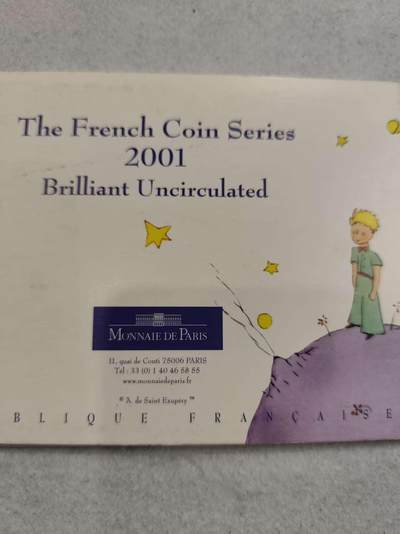 The French Coin Series
2001
Brilliant Uncirculated
MONNAIE DE PARIS
11, quai de Conti 75006 PARIS
Tel : 33 (0) 1 40 46 58 55
www.monnaiedeparis.fr
© A. de Saint Exupéry ™
BLIQUE FRANÇAISE